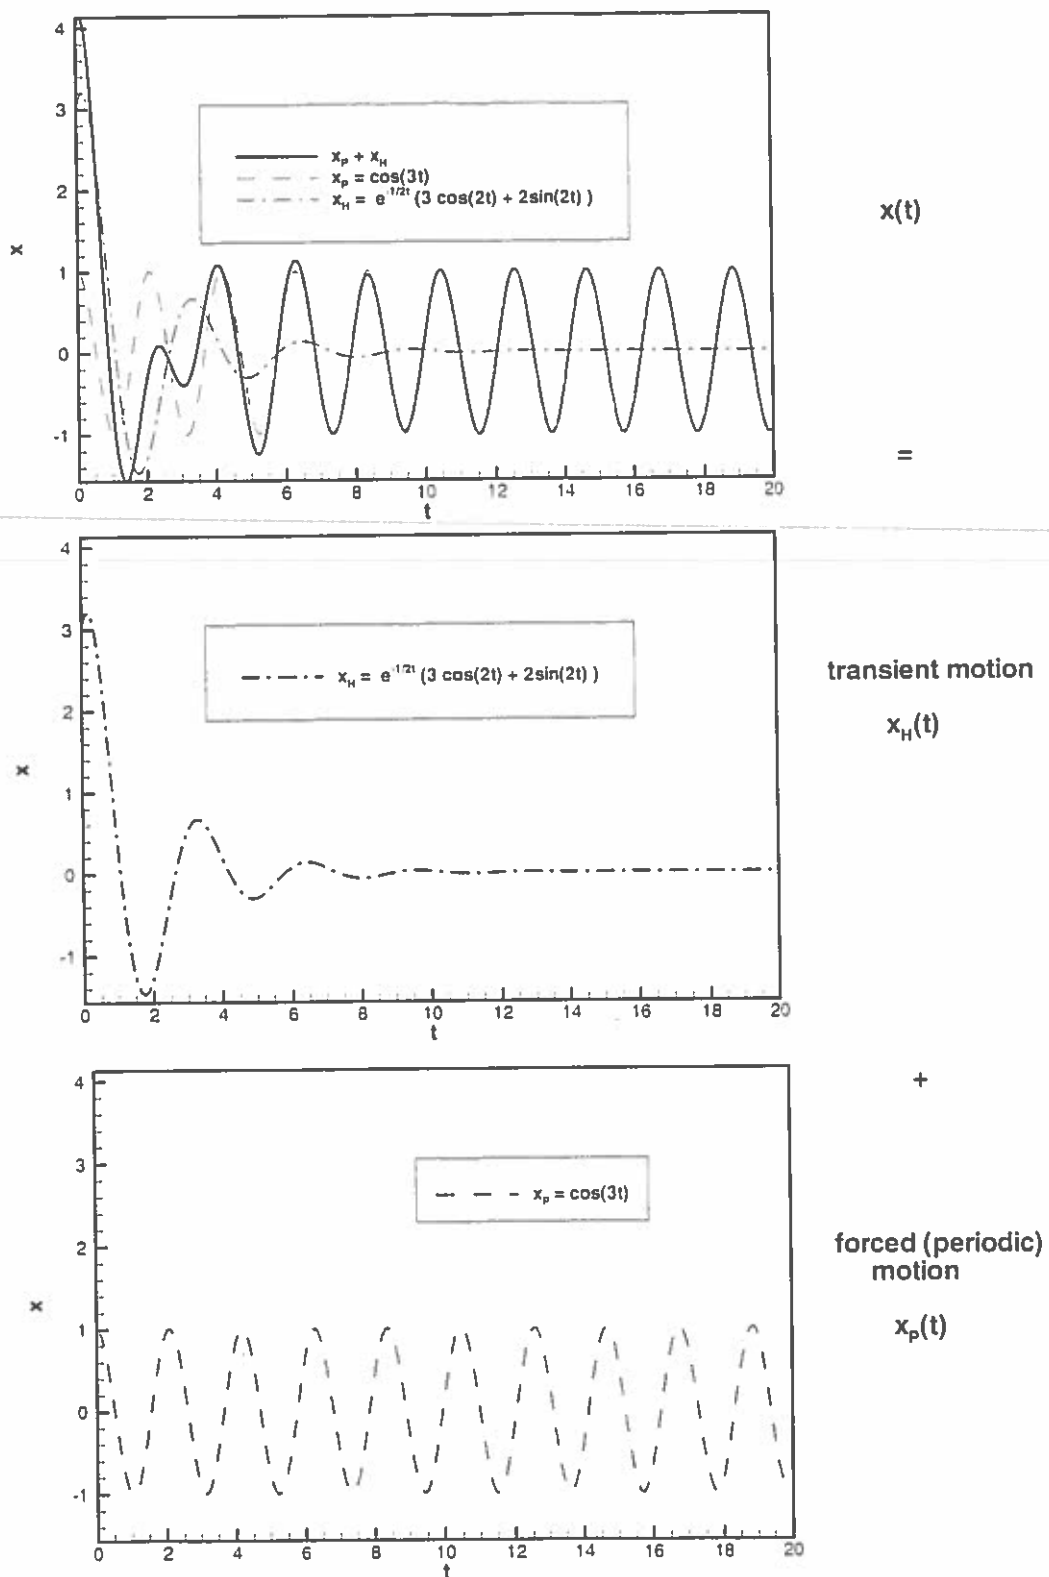 4
3
2
1
0
-1
x
x_P + x_H
x_P = cos(3t)
x_H = e^-1/2t (3 cos(2t) + 2sin(2t) )
0 2 4 6 8 10 12 14 16 18 20
t
x(t)
=
4
3
2
1
0
-1
x
x_H = e^-1/2t (3 cos(2t) + 2sin(2t) )
0 2 4 6 8 10 12 14 16 18 20
t
transient motion
x_H(t)
+
4
3
2
1
0
-1
x
x_P = cos(3t)
0 2 4 6 8 10 12 14 16 18 20
t
forced (periodic)
motion
x_P(t)